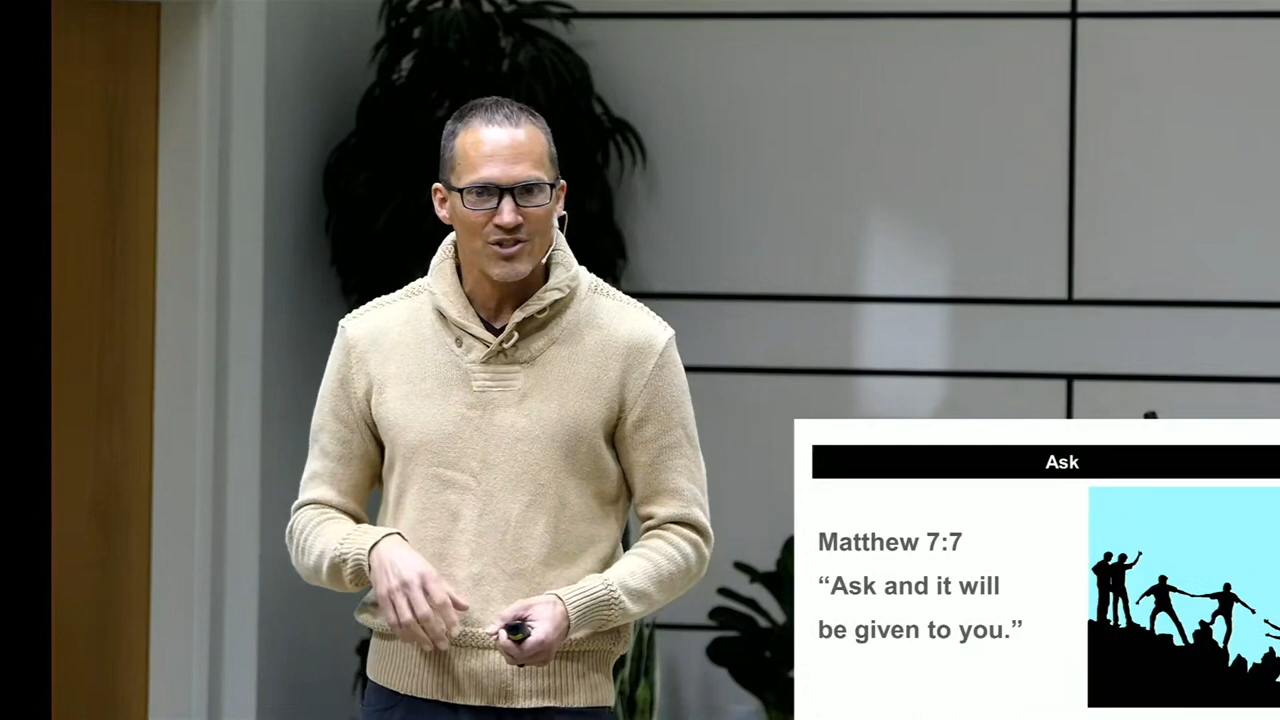 Ask
Matthew 7:7
“Ask and it will
be given to you.”